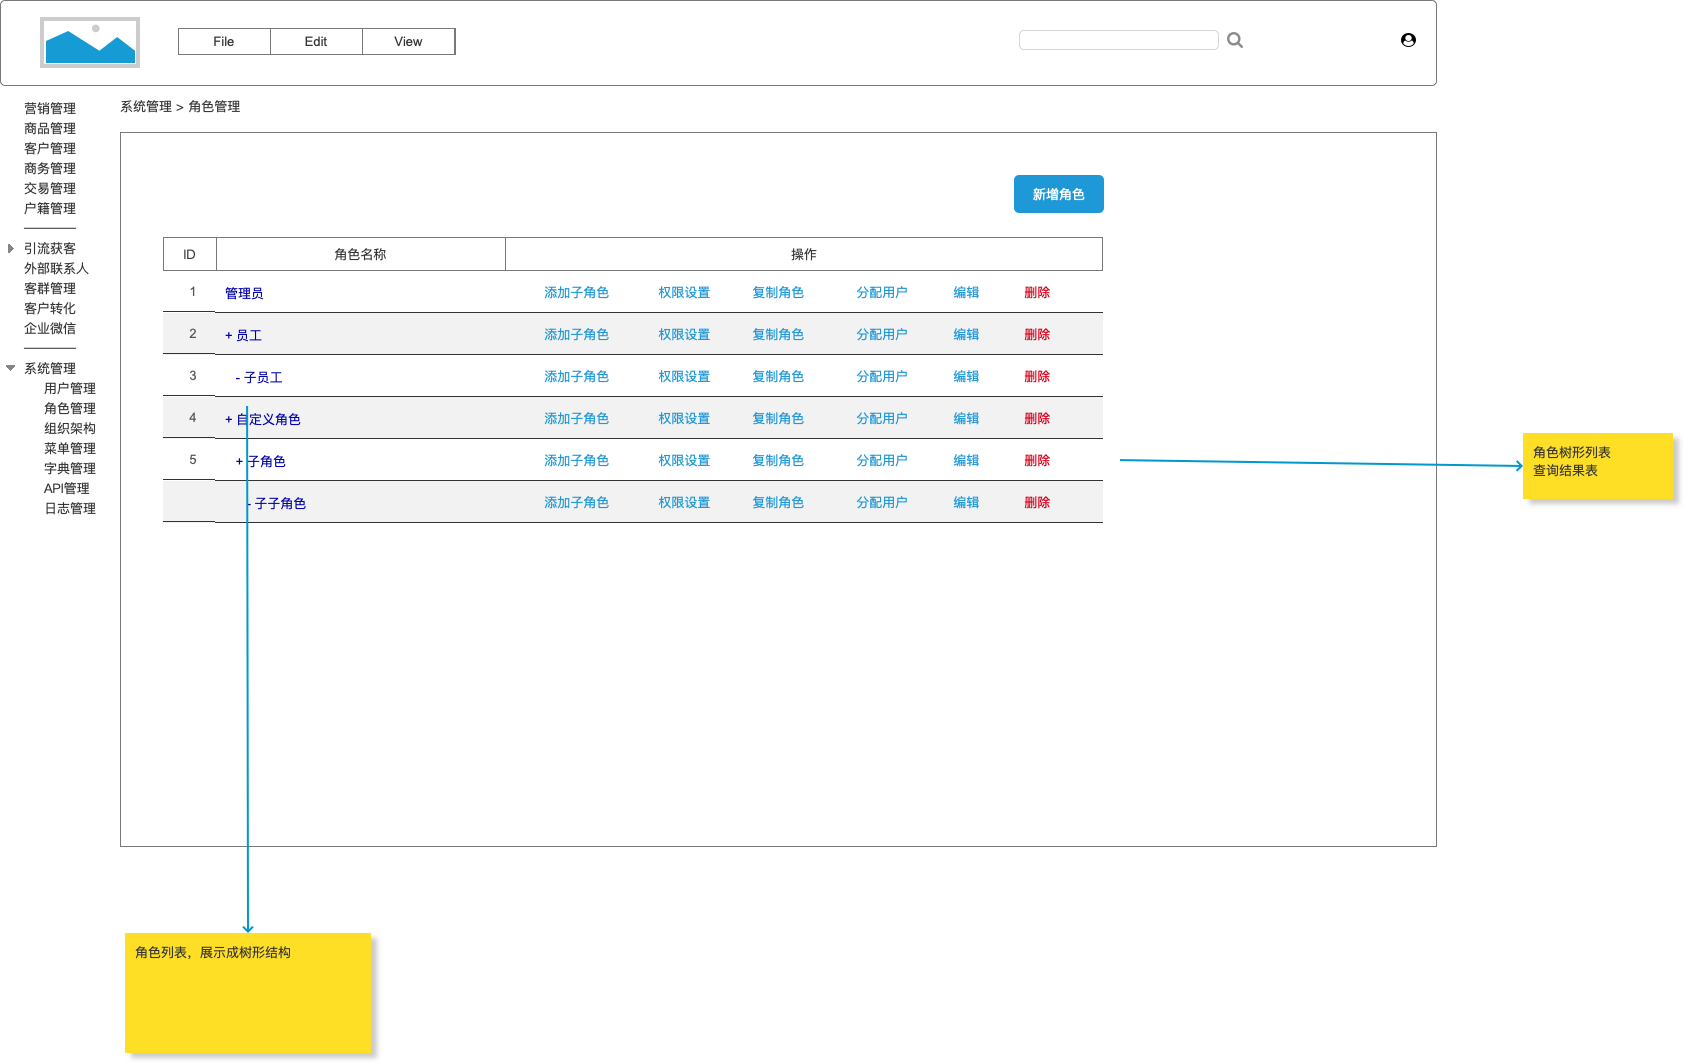 File Edit View
营销管理
商品管理
客户管理
商务管理
交易管理
户籍管理
引流获客
外部联系人
客群管理
客户转化
企业微信
系统管理
用户管理
角色管理
组织架构
菜单管理
字典管理
API管理
日志管理
系统管理 > 角色管理
新增角色
ID 角色名称 操作
1 管理员 添加子角色 权限设置 复制角色 分配用户 编辑 删除
2 + 员工 添加子角色 权限设置 复制角色 分配用户 编辑 删除
3 - 子员工 添加子角色 权限设置 复制角色 分配用户 编辑 删除
4 + 自定义角色 添加子角色 权限设置 复制角色 分配用户 编辑 删除
5 + 子角色 添加子角色 权限设置 复制角色 分配用户 编辑 删除
- 子子角色 添加子角色 权限设置 复制角色 分配用户 编辑 删除
角色树形列表
查询结果表
角色列表，展示成树形结构